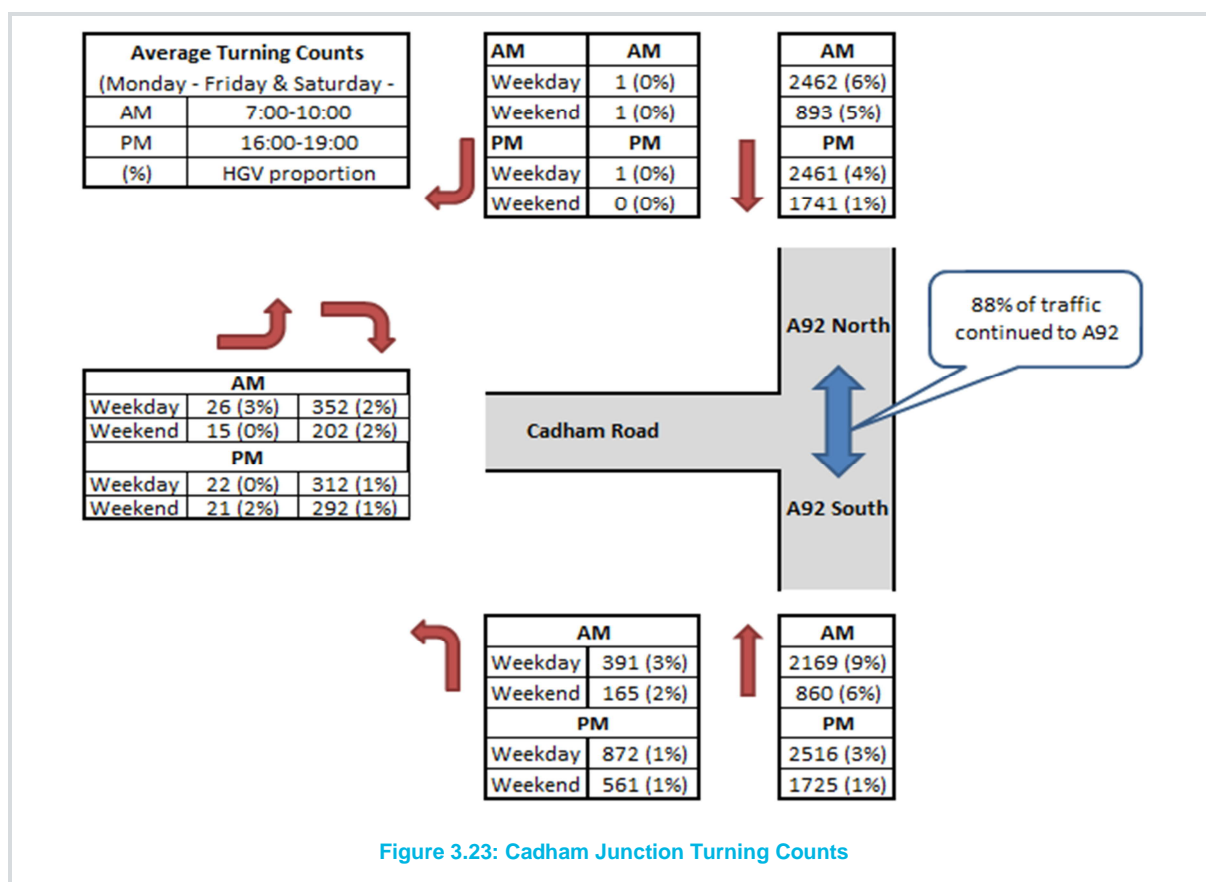 Average Turning Counts
(Monday - Friday & Saturday -
AM 7:00-10:00
PM 16:00-19:00
(%) HGV proportion
AM AM
Weekday 1 (0%)
Weekend 1 (0%)
PM PM
Weekday 1 (0%)
Weekend 0 (0%)
AM
2462 (6%)
893 (5%)
PM
2461 (4%)
1741 (1%)
A92 North
88% of traffic
continued to A92
AM
Weekday 26 (3%) 352 (2%)
Weekend 15 (0%) 202 (2%)
PM
Weekday 22 (0%) 312 (1%)
Weekend 21 (2%) 292 (1%)
Cadham Road
A92 South
AM
Weekday 391 (3%)
Weekend 165 (2%)
PM
Weekday 872 (1%)
Weekend 561 (1%)
AM
2169 (9%)
860 (6%)
PM
2516 (3%)
1725 (1%)
Figure 3.23: Cadham Junction Turning Counts